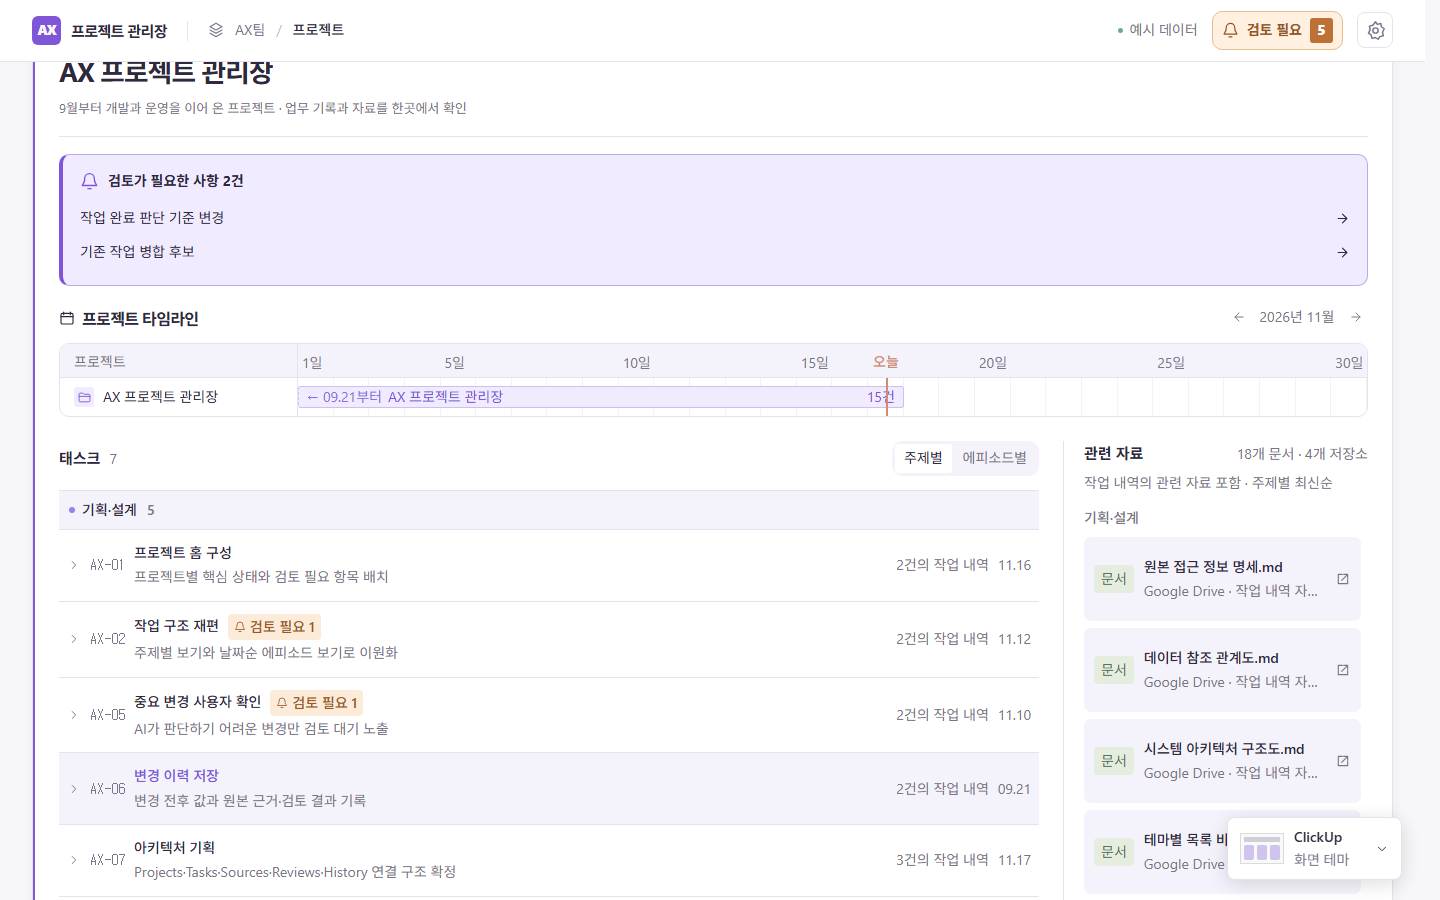 AX 프로젝트 관리장
AX팀 / 프로젝트
예시 데이터
검토 필요 5
AX 프로젝트 관리장
9월부터 개발과 운영을 이어 온 프로젝트 · 업무 기록과 자료를 한곳에서 확인
검토가 필요한 사항 2건
작업 완료 판단 기준 변경 →
기존 작업 병합 후보 →
프로젝트 타임라인
← 2026년 11월 →
프로젝트 1일 5일 10일 15일 오늘 20일 25일 30일
AX 프로젝트 관리장
← 09.21부터 AX 프로젝트 관리장 15건
태스크 7
주제별 에피소드별
기획·설계 5
AX-01 프로젝트 홈 구성
프로젝트별 핵심 상태와 검토 필요 항목 배치
2건의 작업 내역 11.16
AX-02 작업 구조 재편 검토 필요 1
주제별 보기와 날짜순 에피소드 보기로 이원화
2건의 작업 내역 11.12
AX-05 중요 변경 사용자 확인 검토 필요 1
AI가 판단하기 어려운 변경만 검토 대기 노출
2건의 작업 내역 11.10
AX-06 변경 이력 저장
변경 전후 값과 원본 근거·검토 결과 기록
2건의 작업 내역 09.21
AX-07 아키텍처 기획
Projects·Tasks·Sources·Reviews·History 연결 구조 확정
3건의 작업 내역 11.17
관련 자료 18개 문서 · 4개 저장소
작업 내역의 관련 자료 포함 · 주제별 최신순
기획·설계
문서 원본 접근 정보 명세.md
Google Drive · 작업 내역 자...
문서 데이터 참조 관계도.md
Google Drive · 작업 내역 자...
문서 시스템 아키텍처 구조도.md
Google Drive · 작업 내역 자...
문서 테마별 목록 비
Google Drive
ClickUp
화면 테마